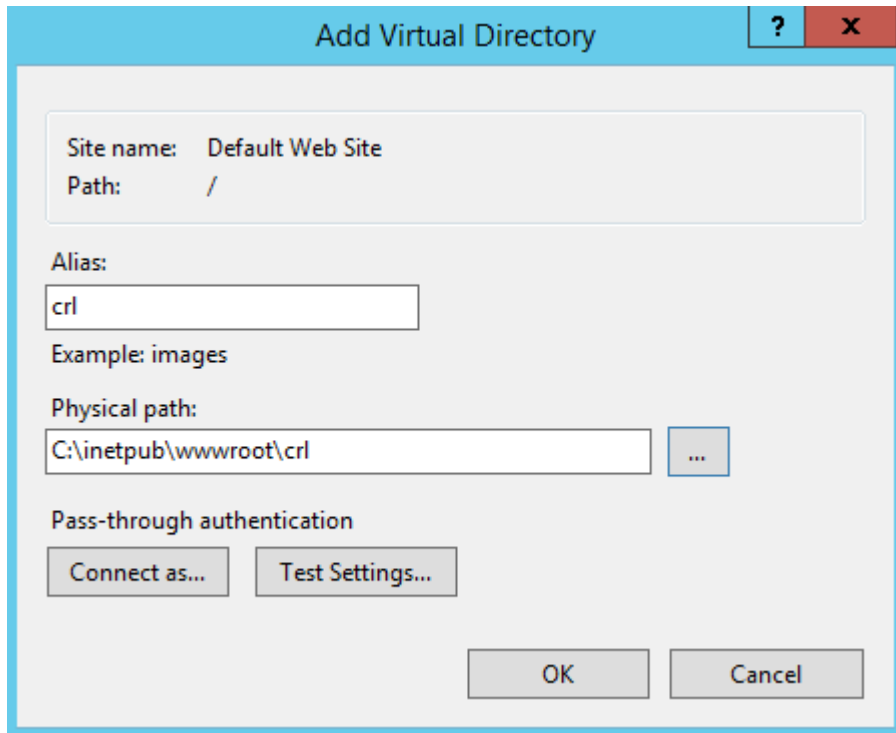 Add Virtual Directory
?
x
Site name: Default Web Site
Path: /
Alias:
crl
Example: images
Physical path:
C:\inetpub\wwwroot\crl
...
Pass-through authentication
Connect as... Test Settings...
OK Cancel